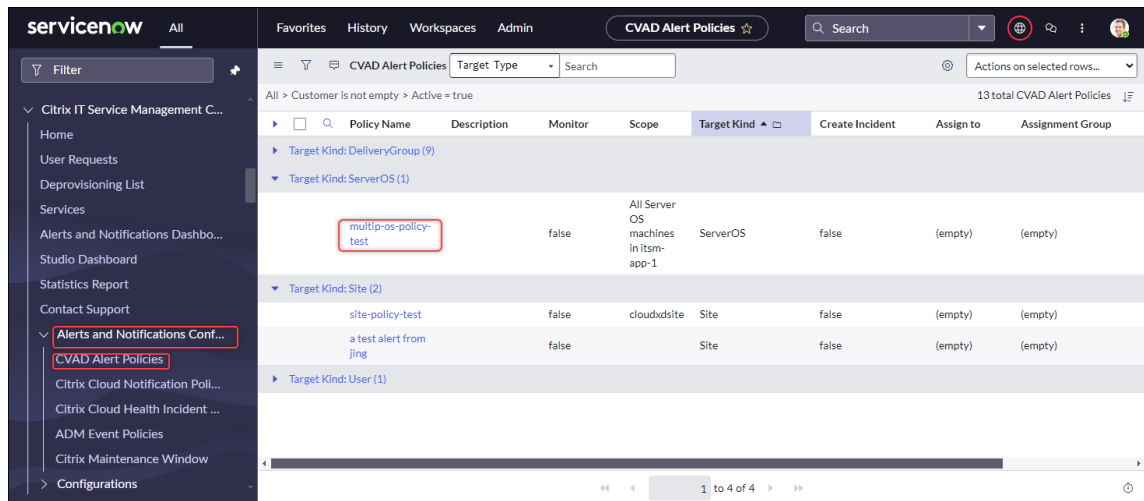 servicenow
All
Favorites
History
Workspaces
Admin
CVAD Alert Policies
Search
Filter
CVAD Alert Policies
Target Type
Search
Actions on selected rows...
All > Customer is not empty > Active = true
13 total CVAD Alert Policies
Citrix IT Service Management C...
Home
User Requests
Deprovisioning List
Services
Alerts and Notifications Dashbo...
Studio Dashboard
Statistics Report
Contact Support
Alerts and Notifications Conf...
CVAD Alert Policies
Citrix Cloud Notification Poli...
Citrix Cloud Health Incident ...
ADM Event Policies
Citrix Maintenance Window
Configurations
Policy Name
Description
Monitor
Scope
Target Kind
Create Incident
Assign to
Assignment Group
Target Kind: DeliveryGroup (9)
Target Kind: ServerOS (1)
multip-os-policy-
test
false
All Server
OS
machines
in itsm-
app-1
ServerOS
false
(empty)
(empty)
Target Kind: Site (2)
site-policy-test
false
cloudxdsite
Site
false
(empty)
(empty)
a test alert from
jing
false
Site
false
(empty)
(empty)
Target Kind: User (1)
1 to 4 of 4